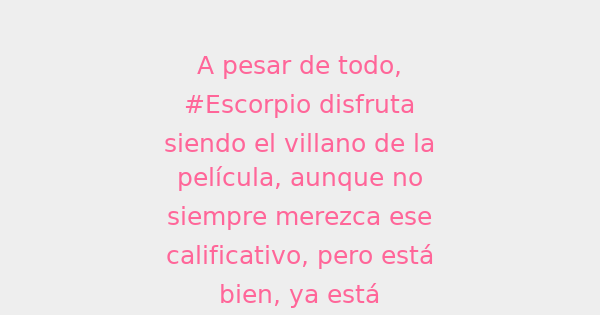 A pesar de todo,
#Escorpio disfruta
siendo el villano de la
película, aunque no
siempre merezca ese
calificativo, pero está
bien, ya está